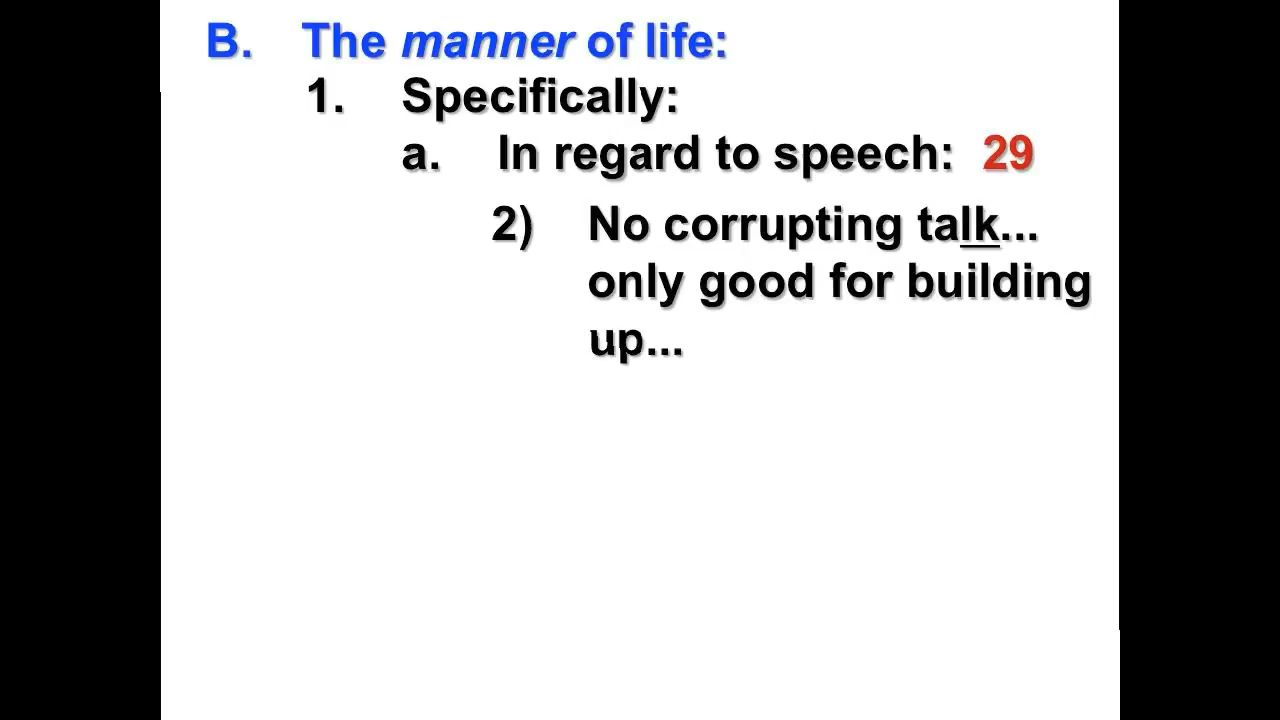 B. The manner of life:
1. Specifically:
a. In regard to speech: 29
2) No corrupting talk...
only good for building
up...